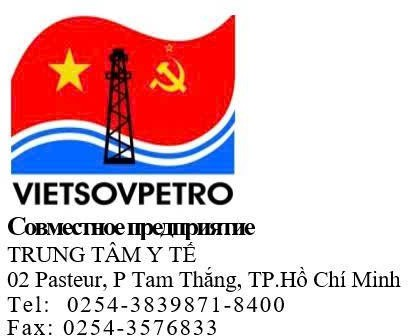 VIETSOVPETRO
Совместное предприятие
TRUNG TÂM Y TẾ
02 Pasteur, P Tam Thắng, TP.Hồ Chí Minh
Tel: 0254-3839871-8400
Fax: 0254-3576833